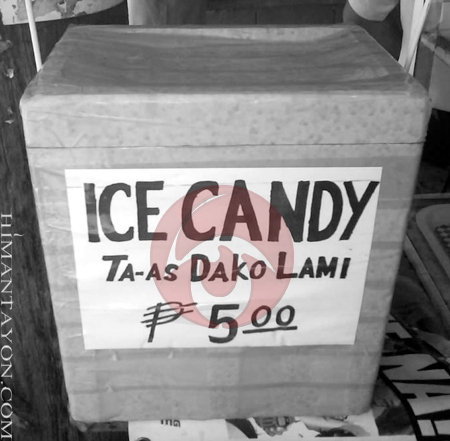 ICE CANDY
TA-AS DAKO LAMI
₱ 5.00
HIMANTAYON.COM